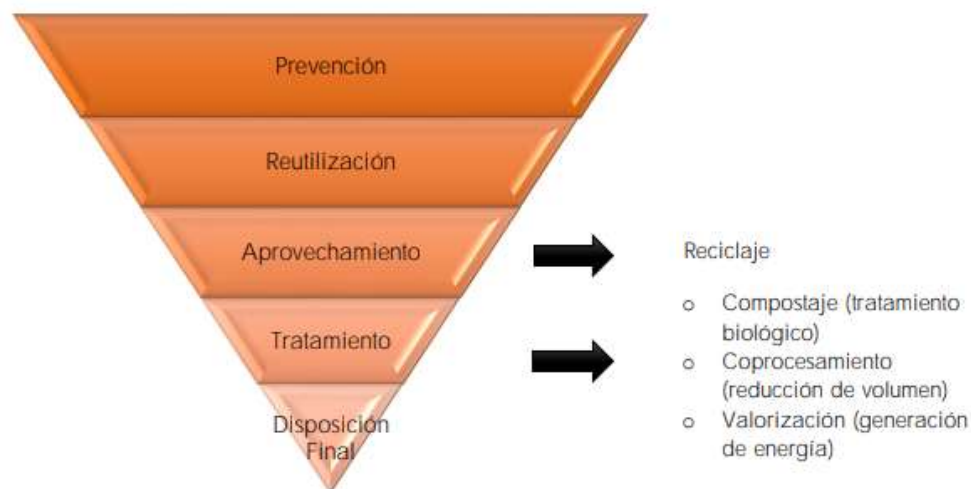 Prevención
Reutilización
Aprovechamiento
Reciclaje
Tratamiento
o Compostaje (tratamiento
biológico)
o Coprocesamiento
(reducción de volumen)
o Valorización (generación
de energía)
Disposición
Final